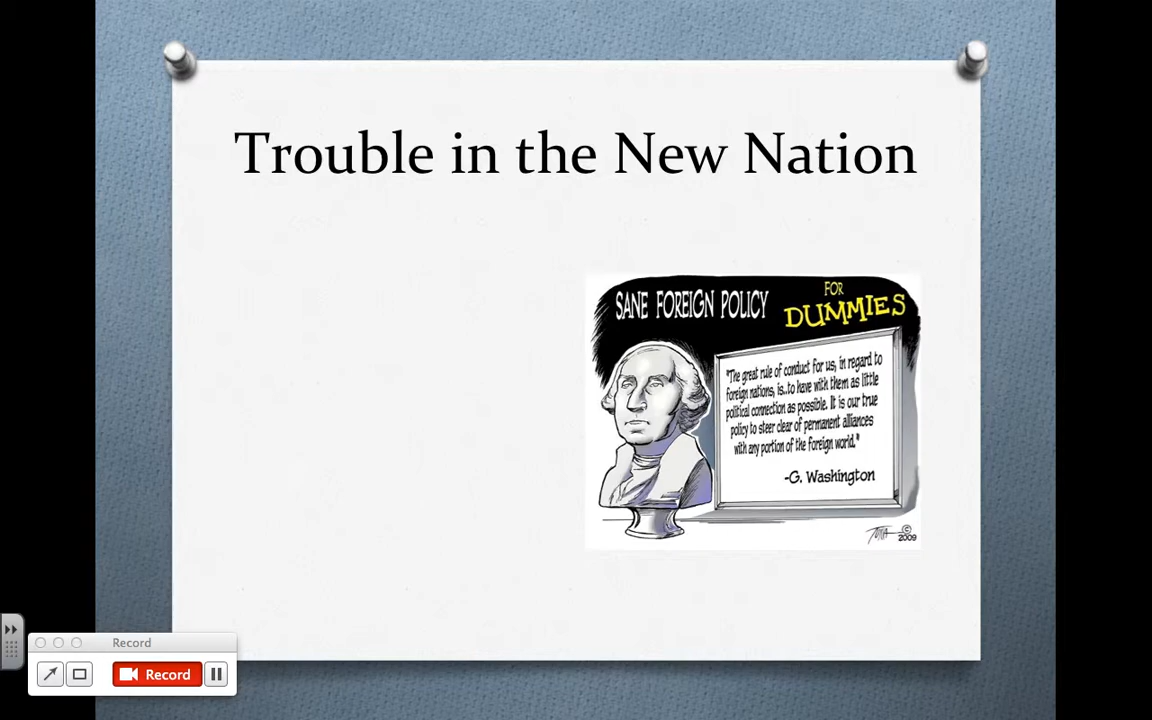 Trouble in the New Nation
SANE FOREIGN POLICY
FOR
DUMMIES
"The great rule of conduct for us, in regard to
foreign nations, is..to have with them as little
political connection as possible. It is our true
policy to steer clear of permanent alliances
with any portion of the foreign world."
-G. Washington
©
2009
Record
Record